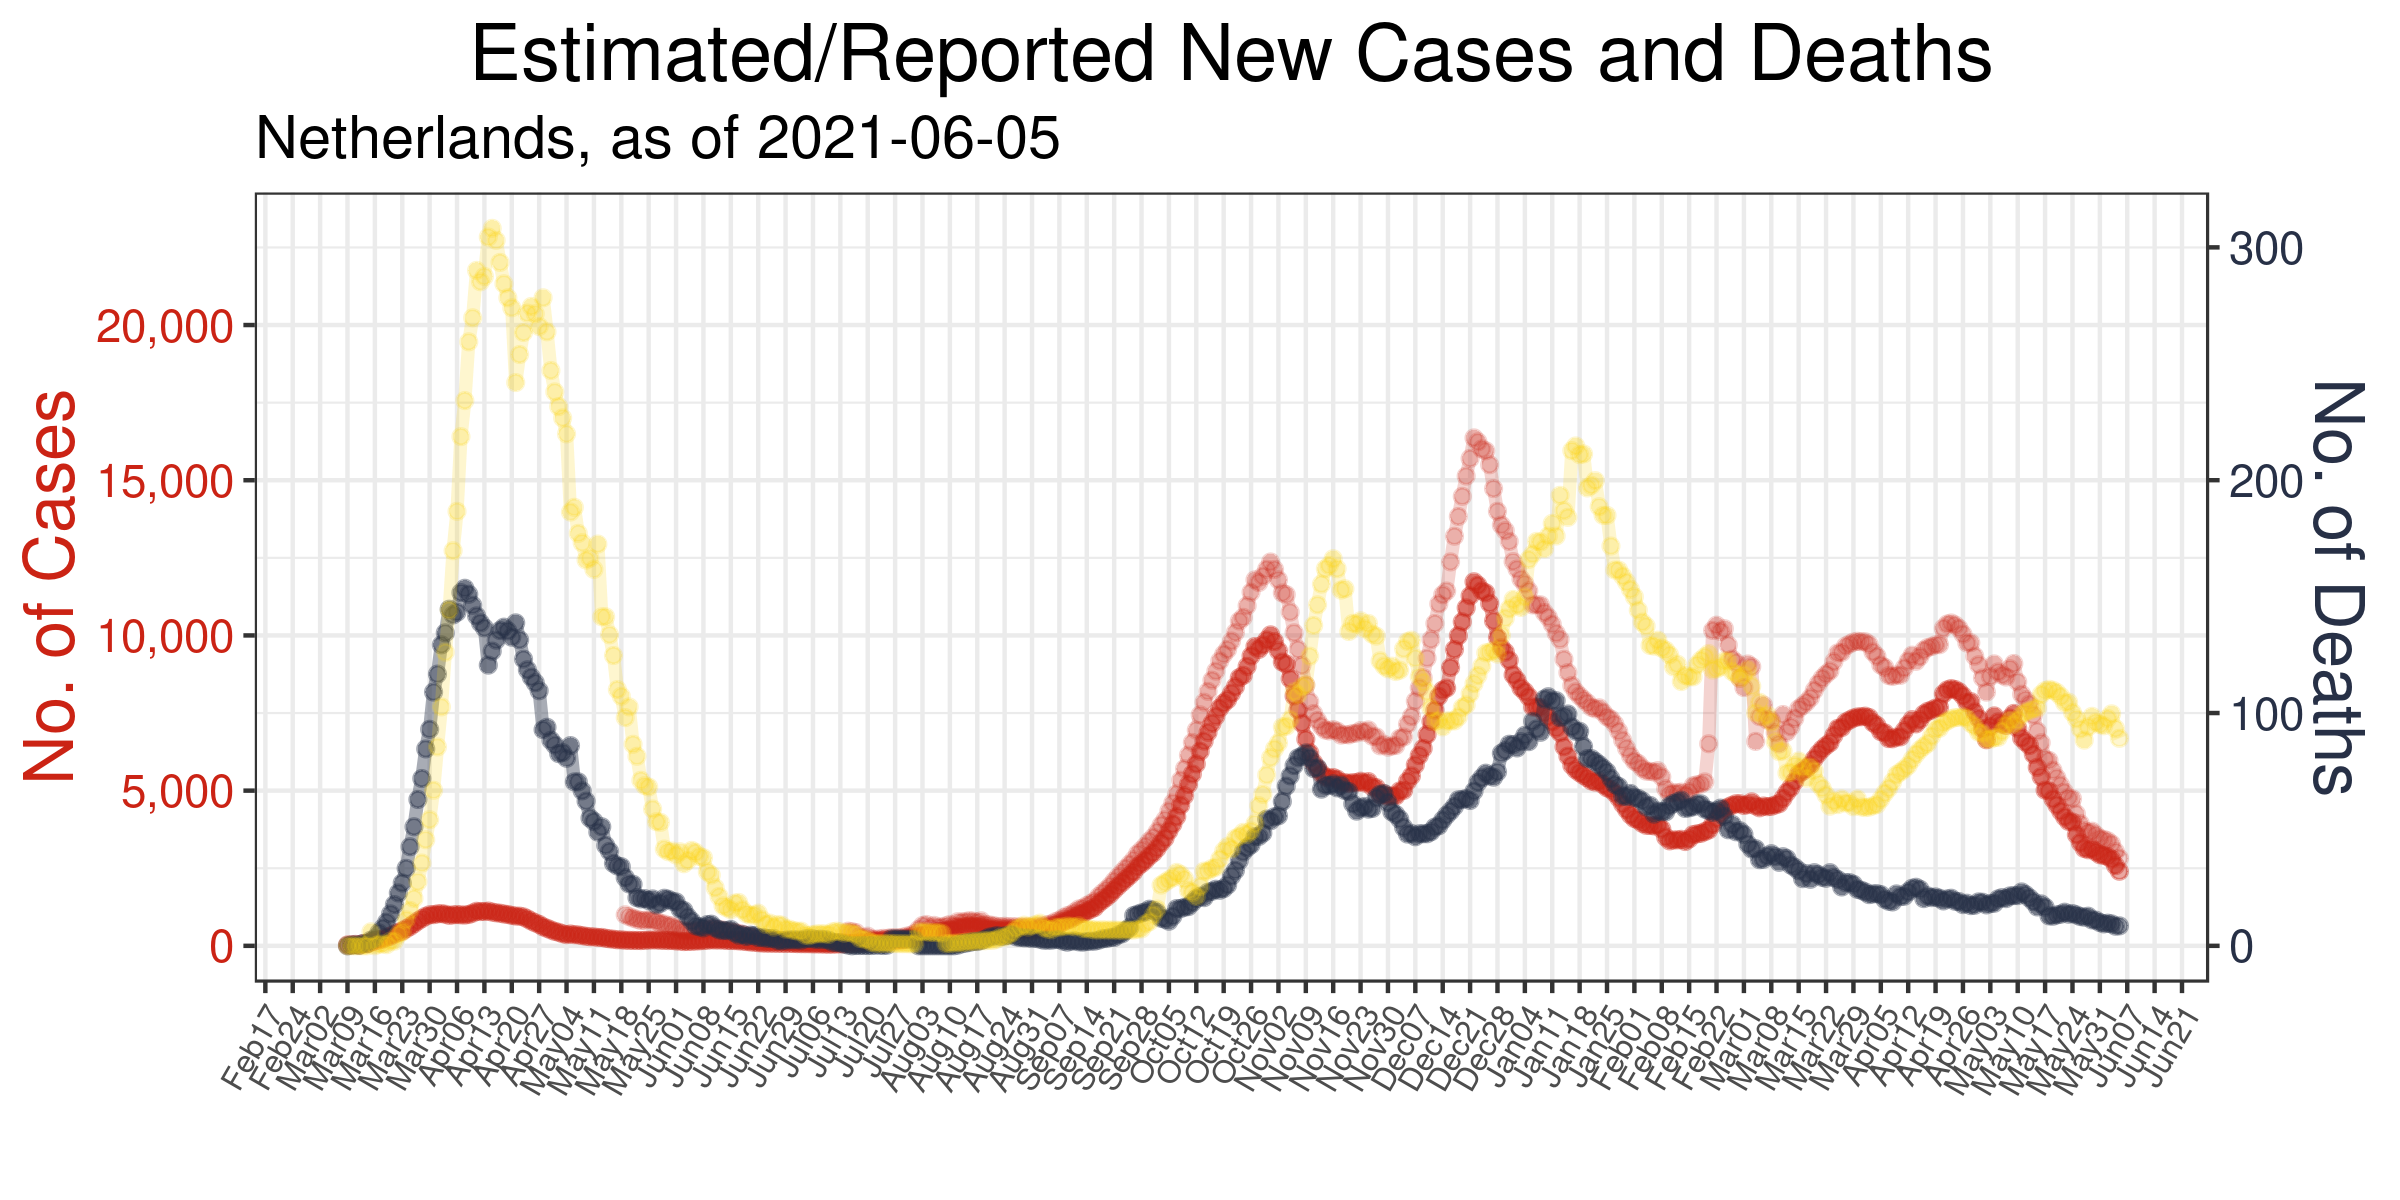 Estimated/Reported New Cases and Deaths
Netherlands, as of 2021-06-05
No. of Cases
20,000
15,000
10,000
5,000
0
300
200
100
0
No. of Deaths
Feb17
Feb24
Mar02
Mar09
Mar16
Mar23
Mar30
Apr06
Apr13
Apr20
Apr27
May04
May11
May18
May25
Jun01
Jun08
Jun15
Jun22
Jun29
Jul06
Jul13
Jul20
Jul27
Aug03
Aug10
Aug17
Aug24
Aug31
Sep07
Sep14
Sep21
Sep28
Oct05
Oct12
Oct19
Oct26
Nov02
Nov09
Nov16
Nov23
Nov30
Dec07
Dec14
Dec21
Dec28
Jan04
Jan11
Jan18
Jan25
Feb01
Feb08
Feb15
Feb22
Mar01
Mar08
Mar15
Mar22
Mar29
Apr05
Apr12
Apr19
Apr26
May03
May10
May17
May24
May31
Jun07
Jun14
Jun21